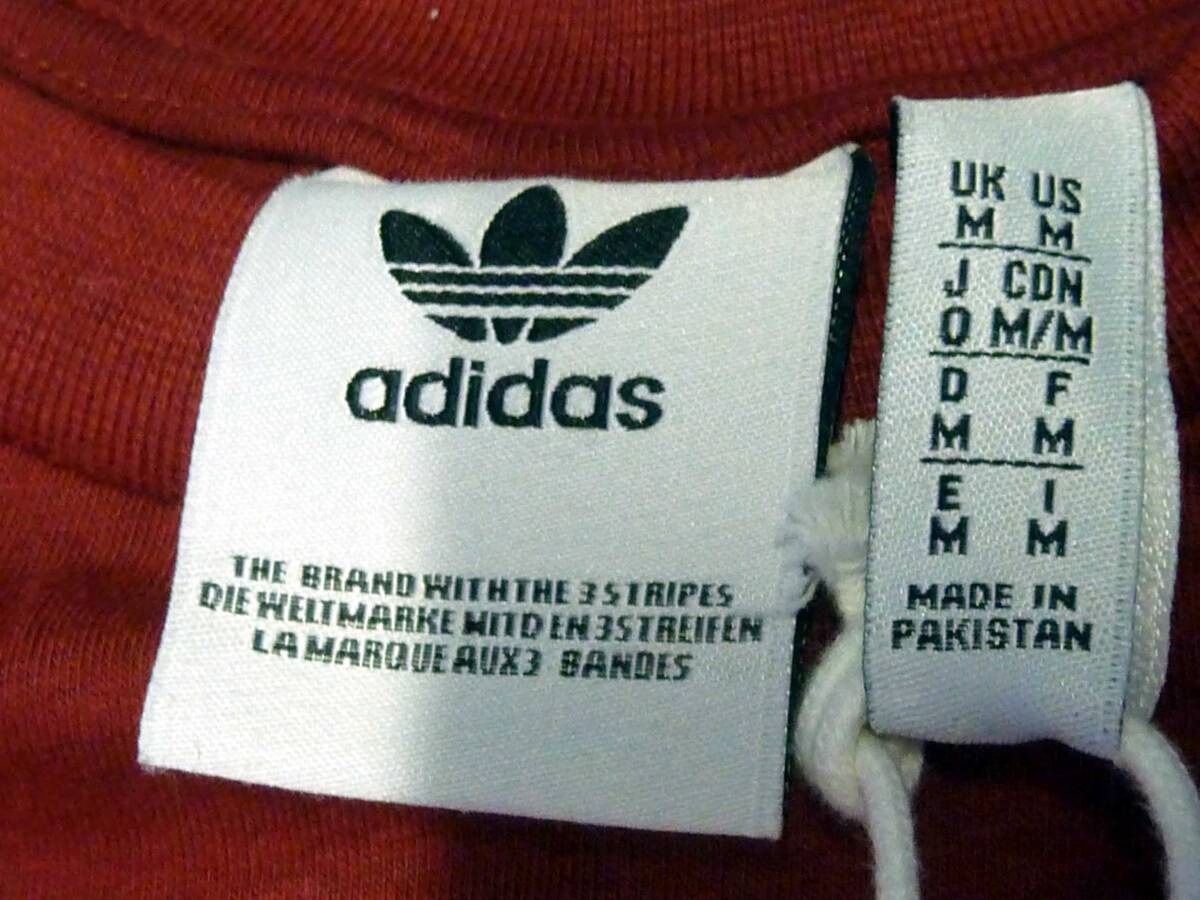 adidas
THE BRAND WITH THE 3 STRIPES
DIE WELTMARKE MIT DEN 3 STREIFEN
LA MARQUE AUX 3 BANDES
UK US
M M
J CDN
O M/M
D F
M M
E I
M M
MADE IN
PAKISTAN